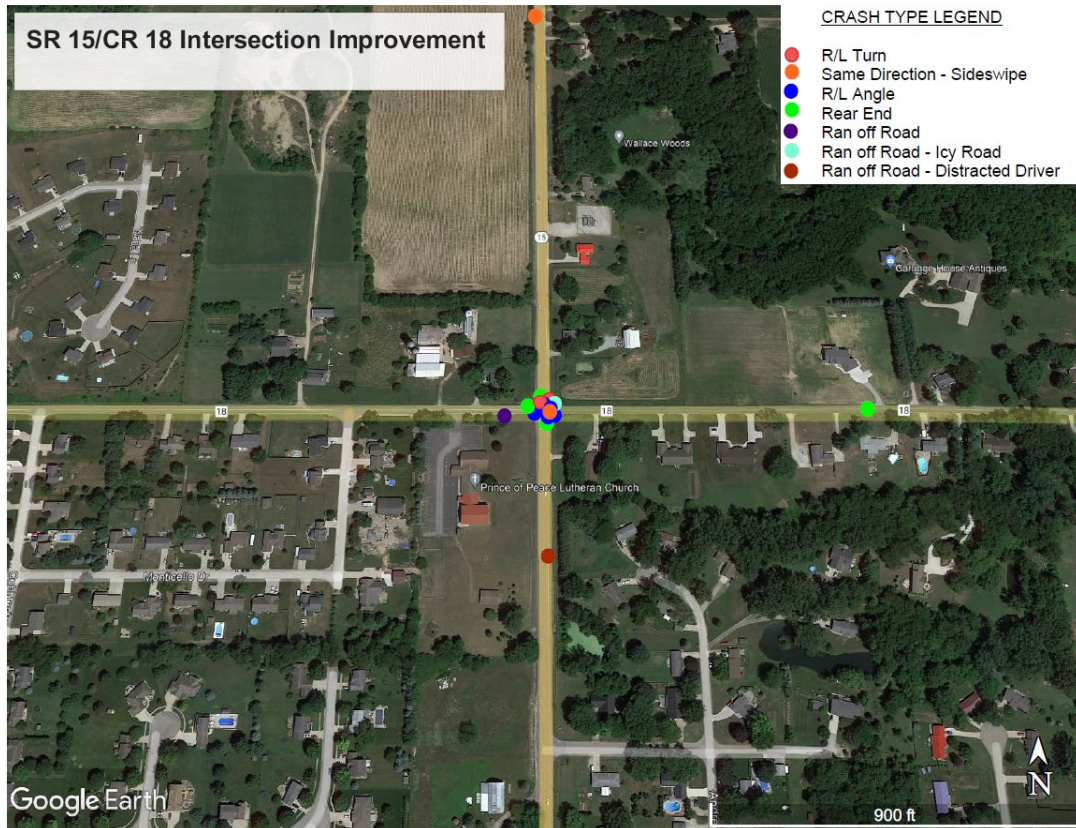 SR 15/CR 18 Intersection Improvement
CRASH TYPE LEGEND
R/L Turn
Same Direction - Sideswipe
R/L Angle
Rear End
Ran off Road
Ran off Road - Icy Road
Ran off Road - Distracted Driver
Wallace Woods
15
Carriage House Antiques
18
18
18
Prince of Peace Lutheran Church
Monticello Dr
Google Earth
N
900 ft